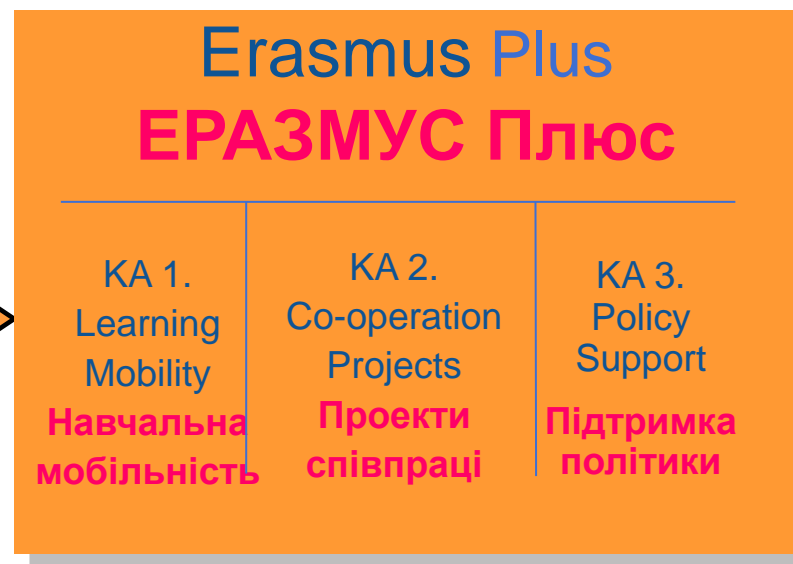 Erasmus Plus
ЕРАЗМУС Плюс
KA 1.
Learning
Mobility
Навчальна
мобільність
KA 2.
Co-operation
Projects
Проекти
співпраці
KA 3.
Policy
Support
Підтримка
політики